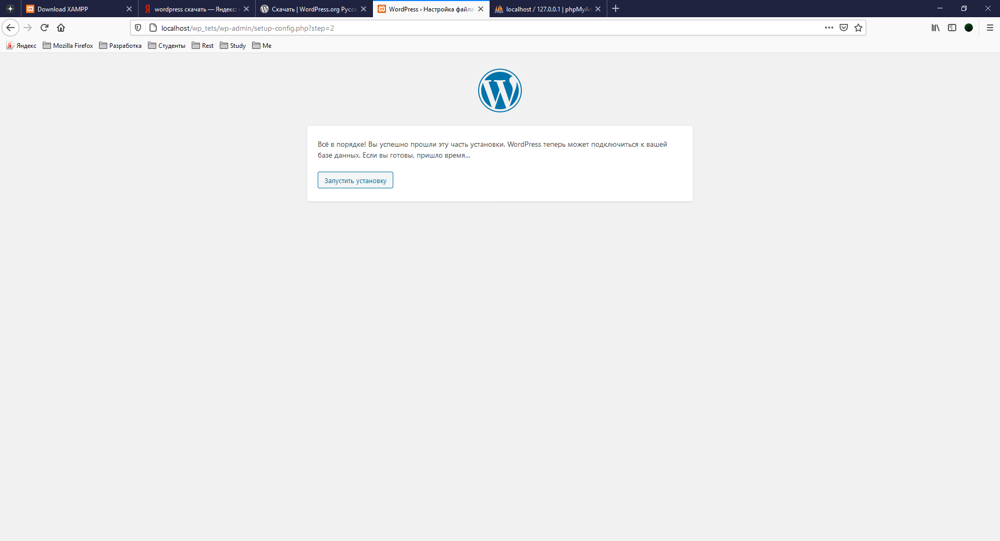 Download XAMPP
wordpress скачать — Яндекс:
Скачать | WordPress.org Русск
WordPress › Настройка файла
localhost / 127.0.0.1 | phpMyAd
localhost/wp_tets/wp-admin/setup-config.php?step=2
Яндекс
Mozilla Firefox
Разработка
Студенты
Rest
Study
Me
Всё в порядке! Вы успешно прошли эту часть установки. WordPress теперь может подключиться к вашей
базе данных. Если вы готовы, пришло время…
Запустить установку